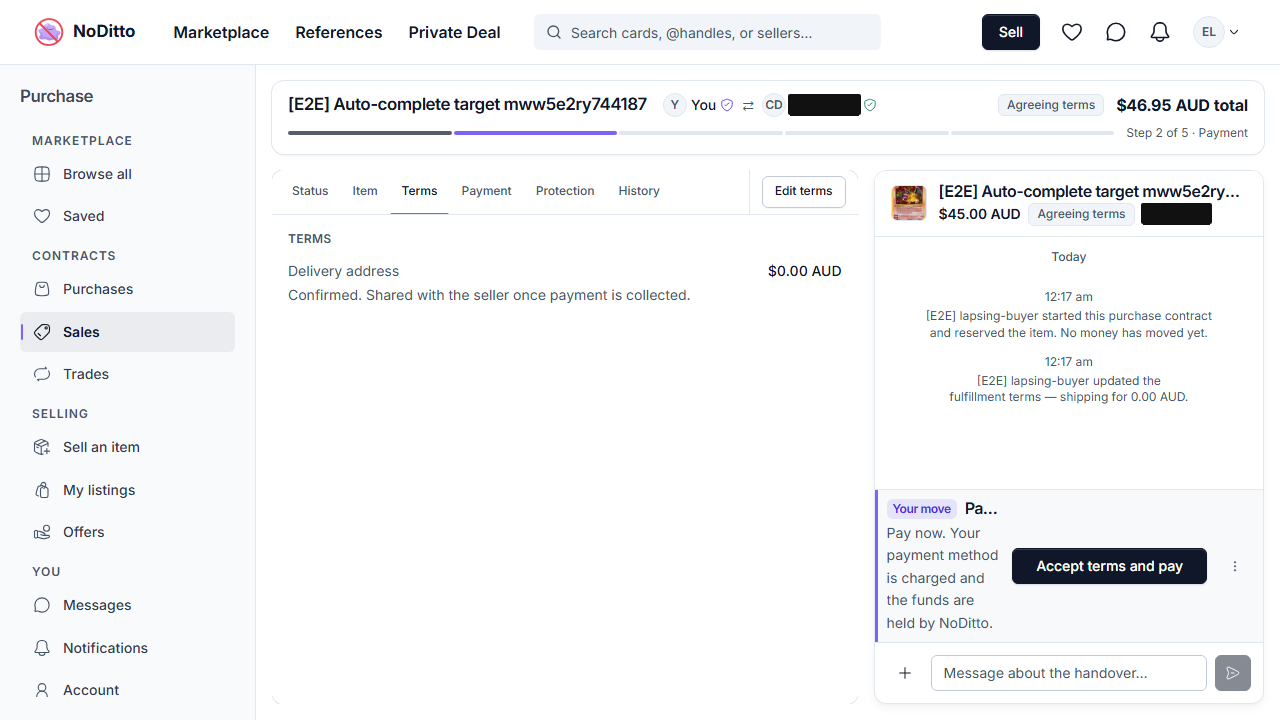 NoDitto
Marketplace
References
Private Deal
Search cards, @handles, or sellers...
Sell
EL
Purchase
MARKETPLACE
Browse all
Saved
CONTRACTS
Purchases
Sales
Trades
SELLING
Sell an item
My listings
Offers
YOU
Messages
Notifications
Account
[E2E] Auto-complete target mww5e2ry744187
Y
You
CD
Agreeing terms
$46.95 AUD total
Step 2 of 5 · Payment
Status
Item
Terms
Payment
Protection
History
Edit terms
TERMS
Delivery address
$0.00 AUD
Confirmed. Shared with the seller once payment is collected.
[E2E] Auto-complete target mww5e2ry...
$45.00 AUD
Agreeing terms
Today
12:17 am
[E2E] lapsing-buyer started this purchase contract
and reserved the item. No money has moved yet.
12:17 am
[E2E] lapsing-buyer updated the
fulfillment terms — shipping for 0.00 AUD.
Your move
Pa...
Pay now. Your
payment method
is charged and
the funds are
held by NoDitto.
Accept terms and pay
Message about the handover...